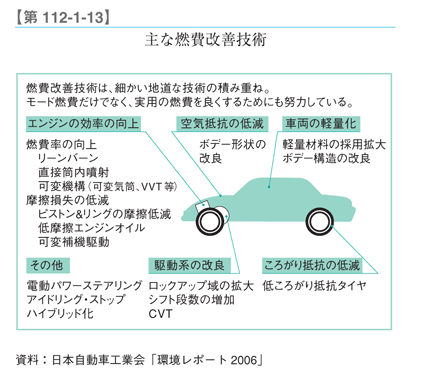 【第 112-1-13】
主な燃費改善技術
燃費改善技術は、細かい地道な技術の積み重ね。
モード燃費だけでなく、実用の燃費を良くするためにも努力している。
エンジンの効率の向上
燃費率の向上
リーンバーン
直接筒内噴射
可変機構（可変気筒、VVT 等）
摩擦損失の低減
ピストン＆リングの摩擦低減
低摩擦エンジンオイル
可変補機駆動
空気抵抗の低減
ボデー形状の
改良
車両の軽量化
軽量材料の採用拡大
ボデー構造の改良
その他
電動パワーステアリング
アイドリング・ストップ
ハイブリッド化
駆動系の改良
ロックアップ域の拡大
シフト段数の増加
CVT
ころがり抵抗の低減
低ころがり抵抗タイヤ
資料：日本自動車工業会「環境レポート 2006」